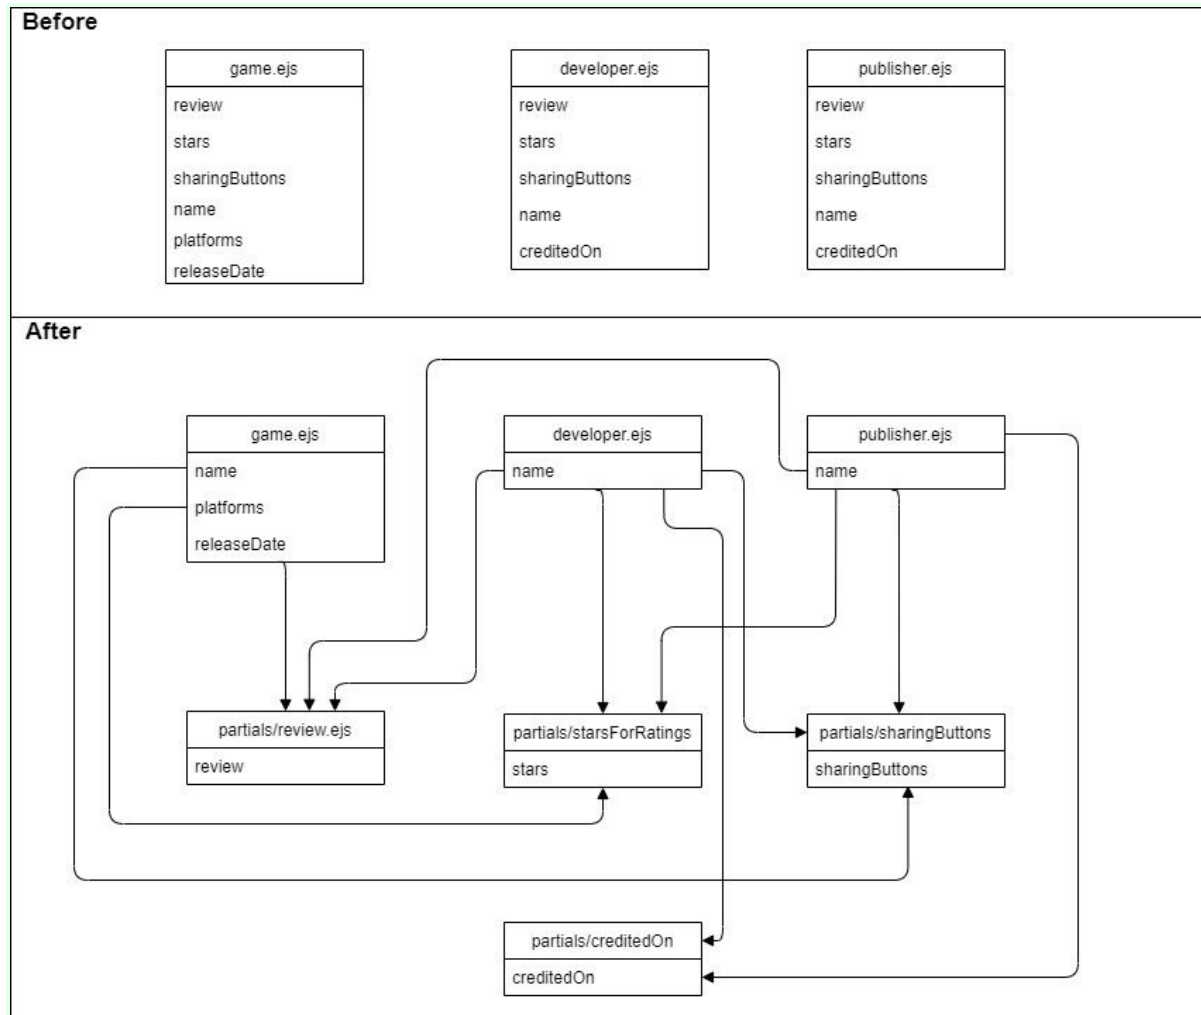 Before
game.ejs
review
stars
sharingButtons
name
platforms
releaseDate
developer.ejs
review
stars
sharingButtons
name
creditedOn
publisher.ejs
review
stars
sharingButtons
name
creditedOn
After
game.ejs
name
platforms
releaseDate
developer.ejs
name
publisher.ejs
name
partials/review.ejs
review
partials/starsForRatings
stars
partials/sharingButtons
sharingButtons
partials/creditedOn
creditedOn